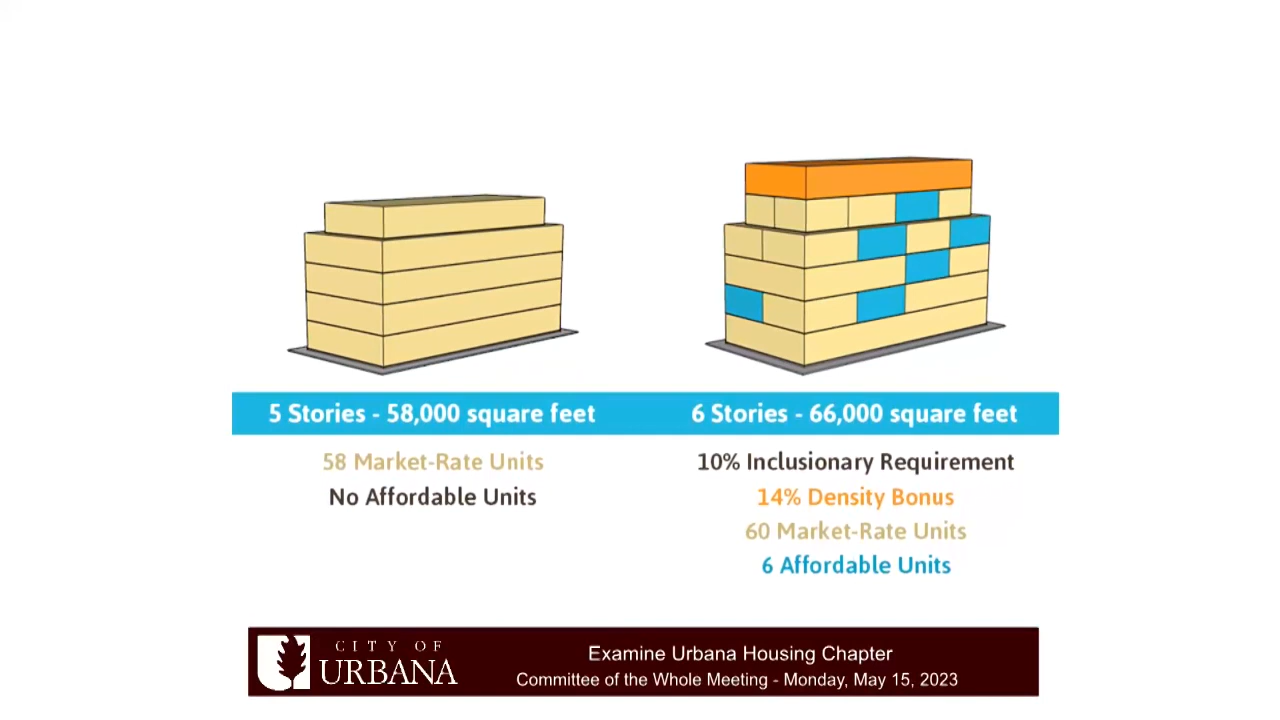 5 Stories - 58,000 square feet
58 Market-Rate Units
No Affordable Units
6 Stories - 66,000 square feet
10% Inclusionary Requirement
14% Density Bonus
60 Market-Rate Units
6 Affordable Units
CITY OF
URBANA
Examine Urbana Housing Chapter
Committee of the Whole Meeting - Monday, May 15, 2023